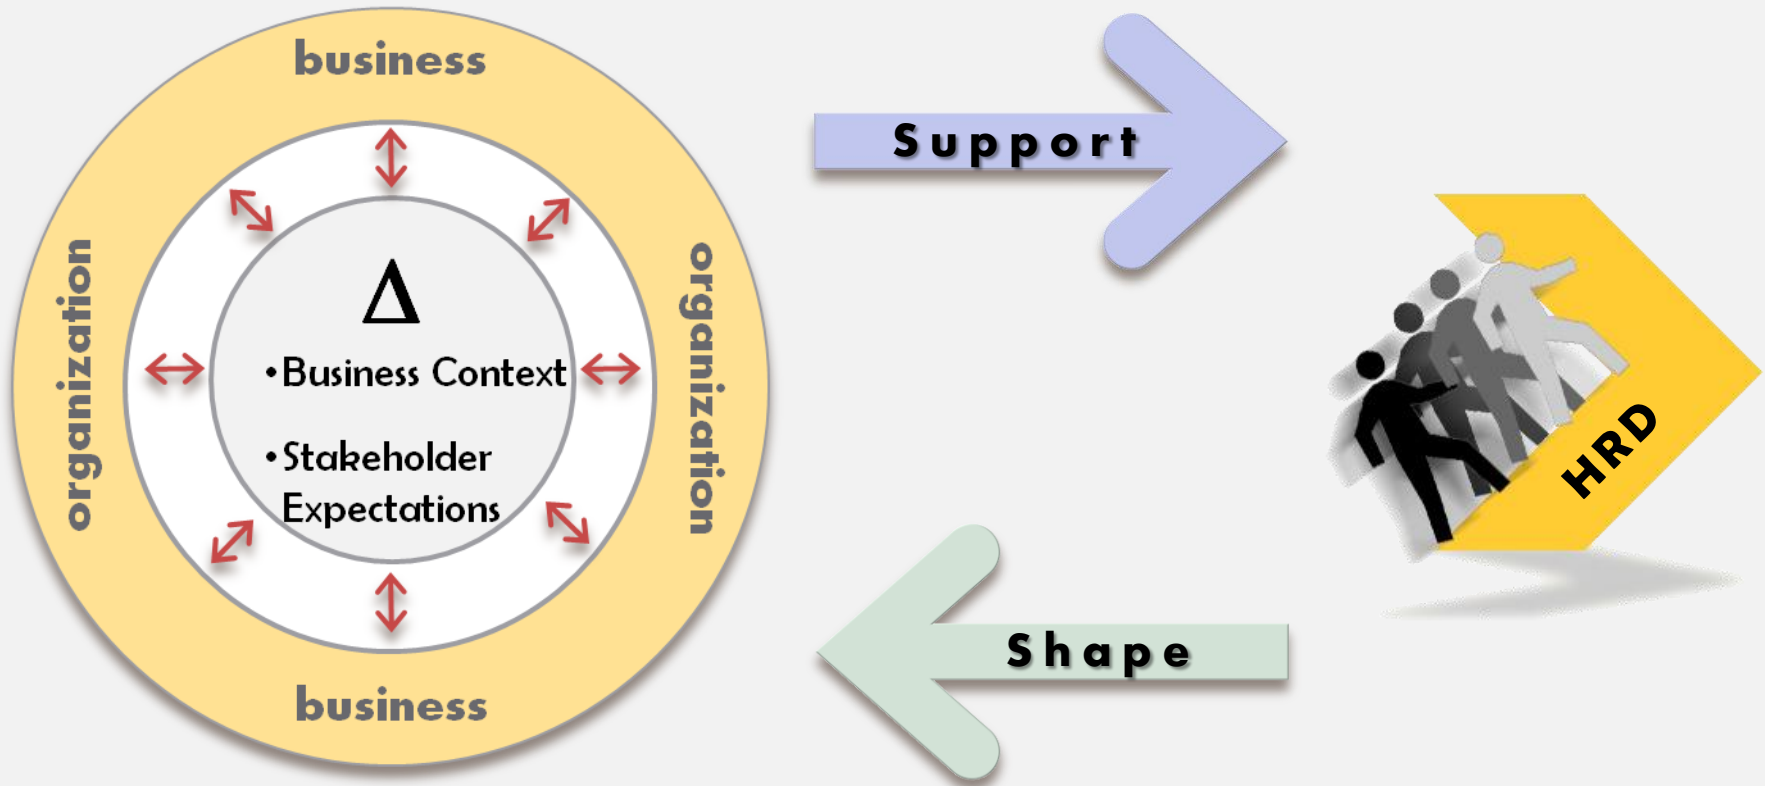 business
organization
Δ
•Business Context
•Stakeholder
Expectations
organization
business
Support
Shape
HRD